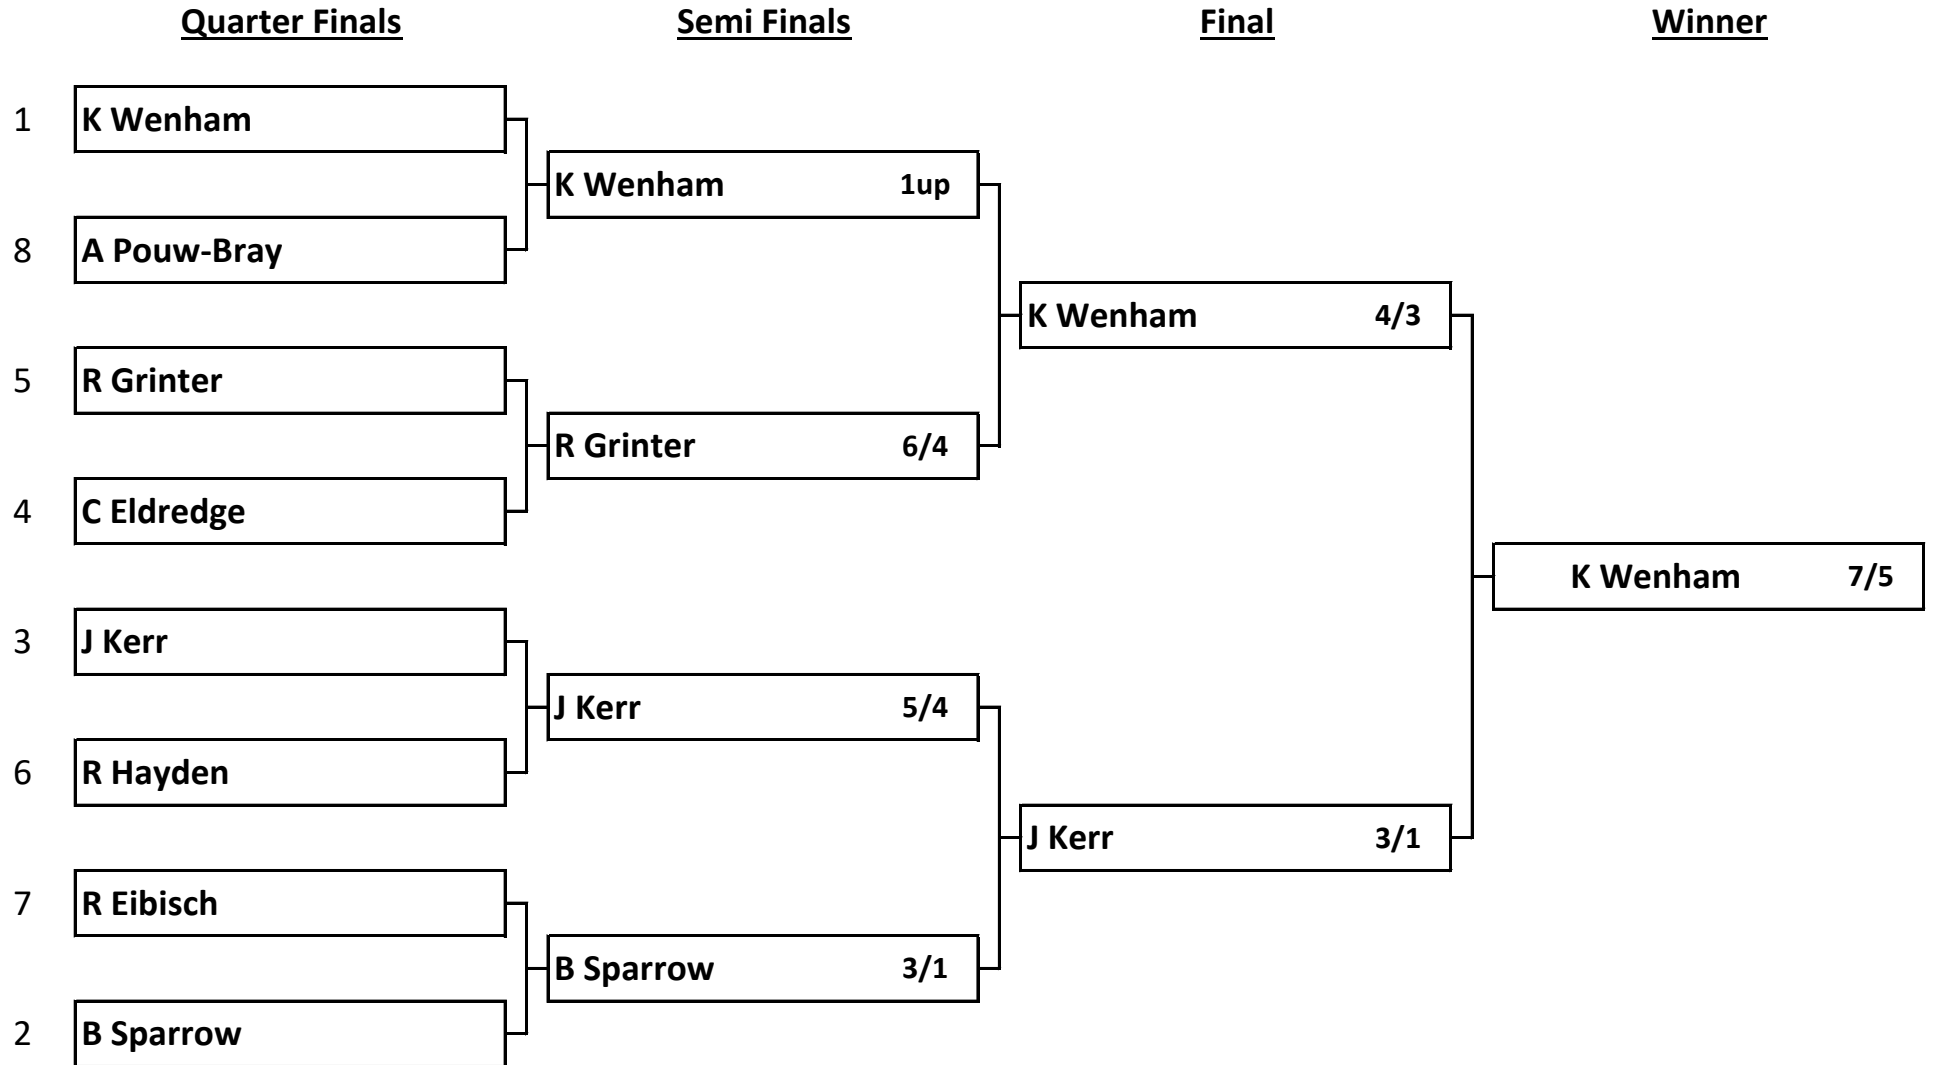 Quarter Finals Semi Finals Final Winner
1 K Wenham
K Wenham 1up
8 A Pouw-Bray
K Wenham 4/3
5 R Grinter
R Grinter 6/4
4 C Eldredge
K Wenham 7/5
3 J Kerr
J Kerr 5/4
6 R Hayden
J Kerr 3/1
7 R Eibisch
B Sparrow 3/1
2 B Sparrow